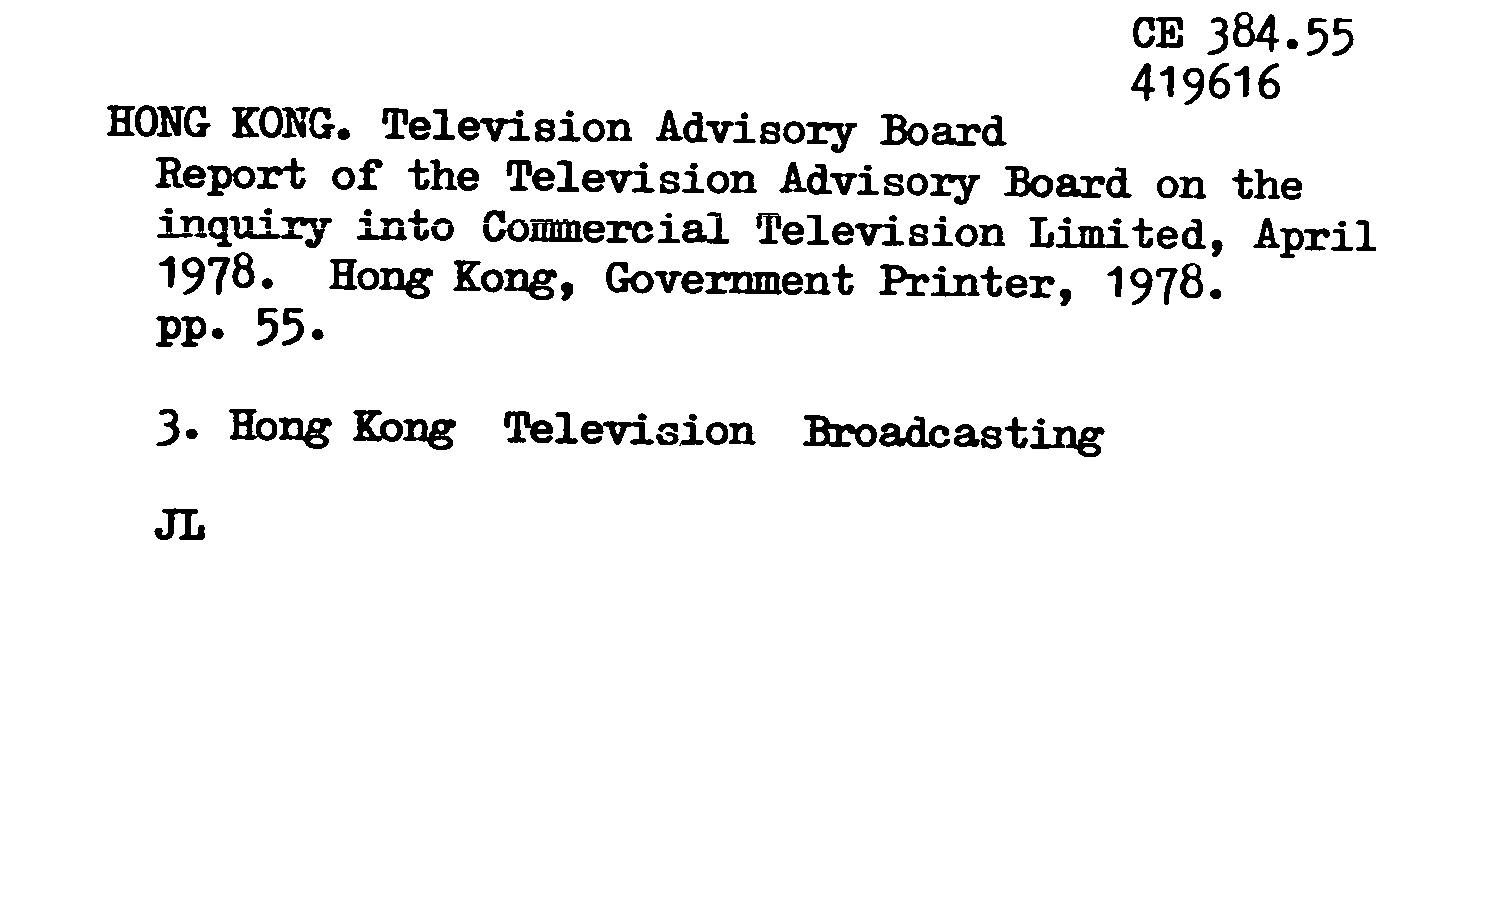 CE 384.55
419616
HONG KONG. Television Advisory Board
Report of the Television Advisory Board on the
inquiry into Commercial Television Limited, April
1978. Hong Kong, Government Printer, 1978.
pp. 55.
3. Hong Kong Television Broadcasting
JL